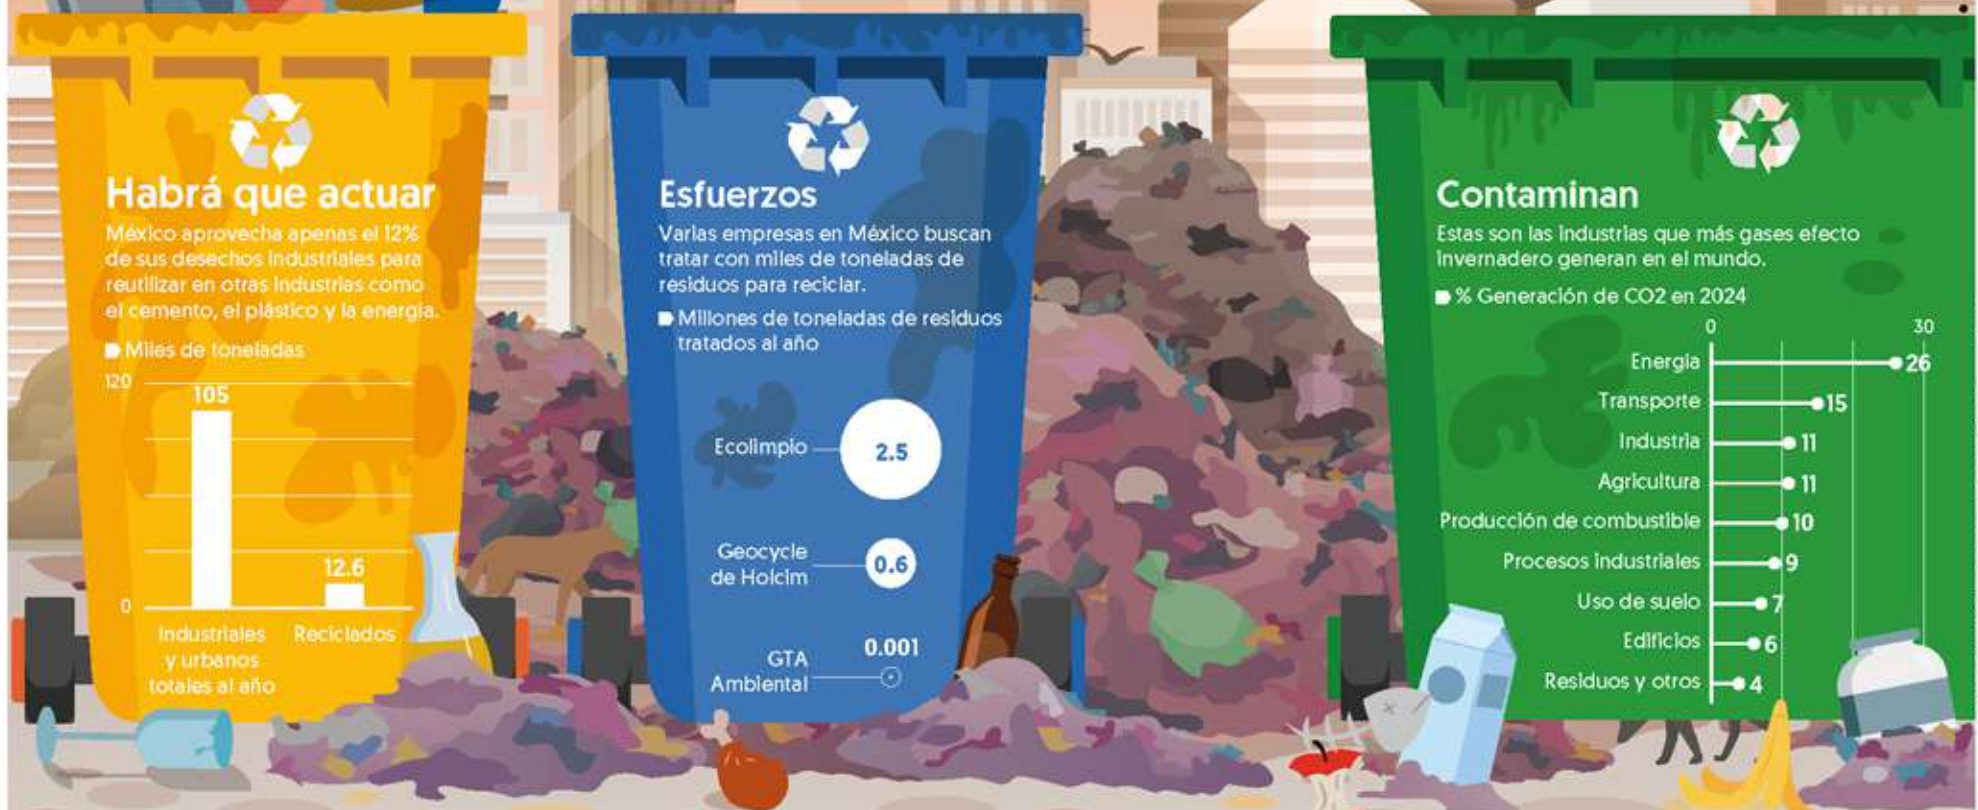 Habrá que actuar
México aprovecha apenas el 12%
de sus desechos industriales para
reutilizar en otras industrias como
el cemento, el plástico y la energía.
Miles de toneladas
120
105
12.6
0
Industriales
y urbanos
totales al año
Reciclados
Esfuerzos
Varias empresas en México buscan
tratar con miles de toneladas de
residuos para reciclar.
Millones de toneladas de residuos
tratados al año
Ecolimpio
2.5
Geocycle
de Holcim
0.6
GTA
Ambiental
0.001
Contaminan
Estas son las industrias que más gases efecto
invernadero generan en el mundo.
% Generación de CO2 en 2024
0 30
Energía 26
Transporte 15
Industria 11
Agricultura 11
Producción de combustible 10
Procesos industriales 9
Uso de suelo 7
Edificios 6
Residuos y otros 4